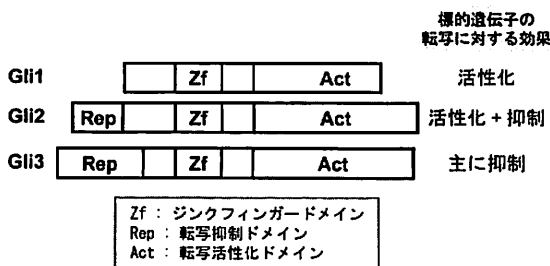 標的遺伝子の
転写に対する効果
Gli1 Zf Act 活性化
Gli2 Rep Zf Act 活性化 + 抑制
Gli3 Rep Zf Act 主に抑制
Zf : ジンクフィンガードメイン
Rep : 転写抑制ドメイン
Act : 転写活性化ドメイン